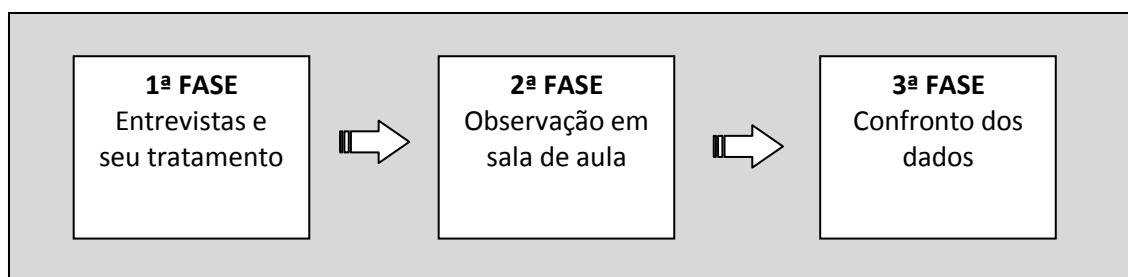 1ª FASE
Entrevistas e
seu tratamento
2ª FASE
Observação em
sala de aula
3ª FASE
Confronto dos
dados